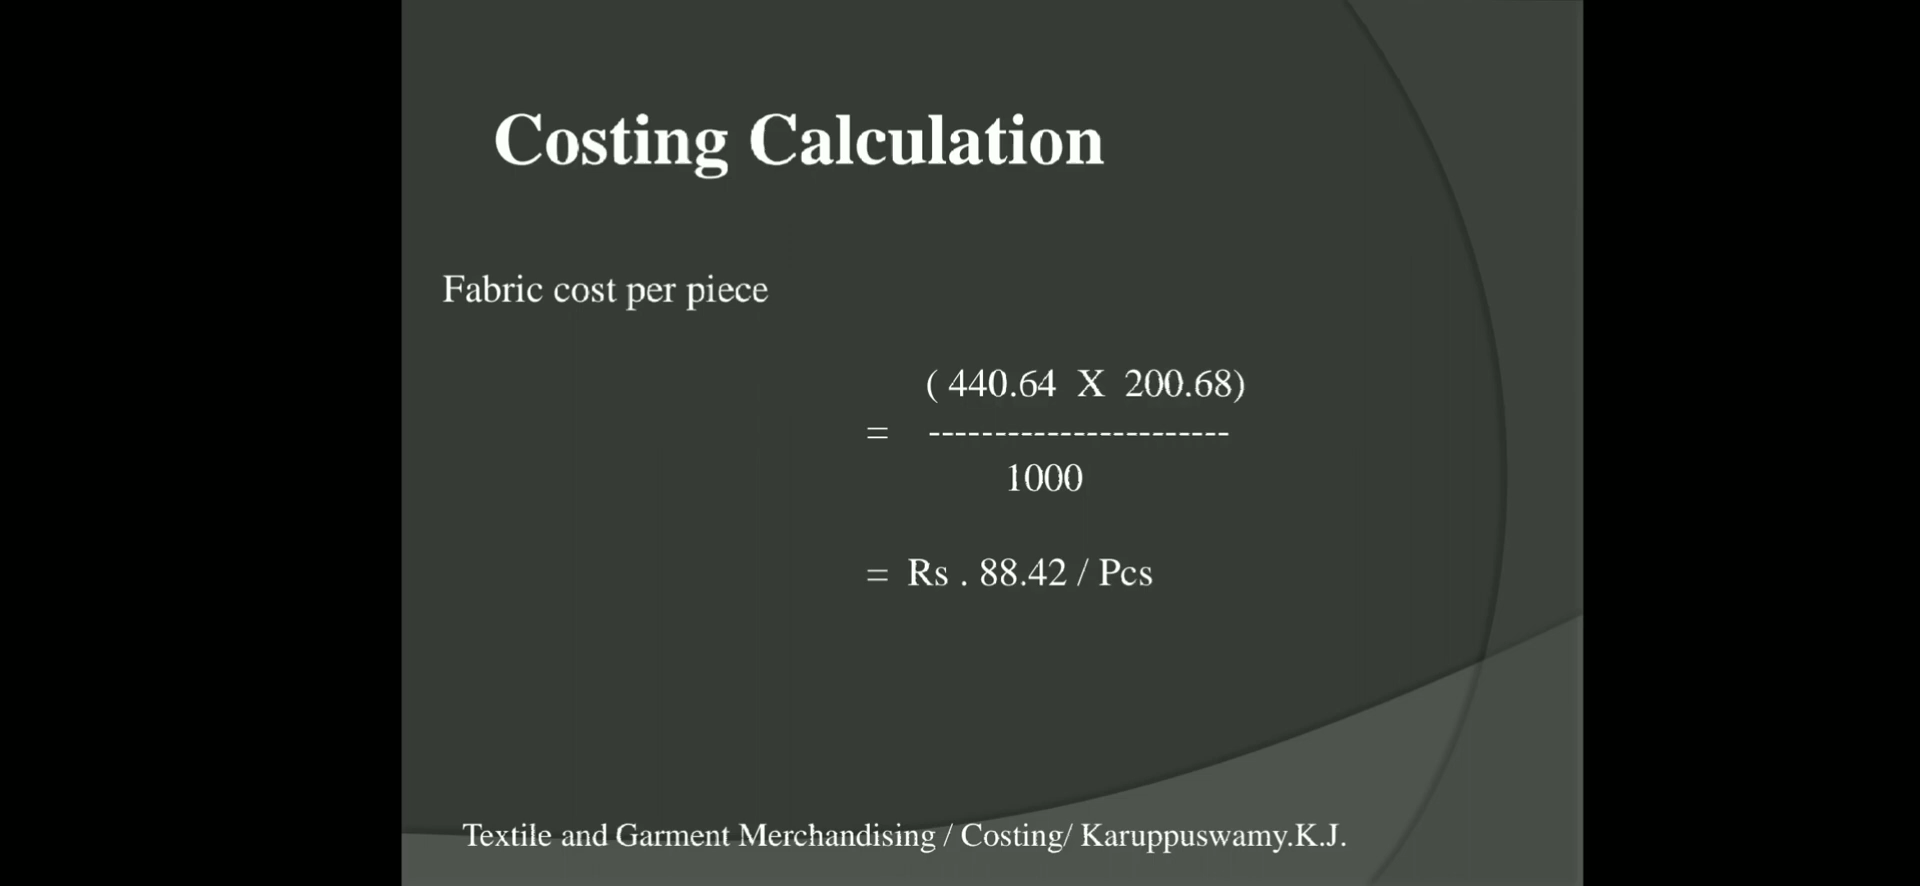 Costing Calculation
Fabric cost per piece
( 440.64 X 200.68)
= -----------------------
1000
= Rs . 88.42 / Pcs
Textile and Garment Merchandising / Costing/ Karuppuswamy.K.J.